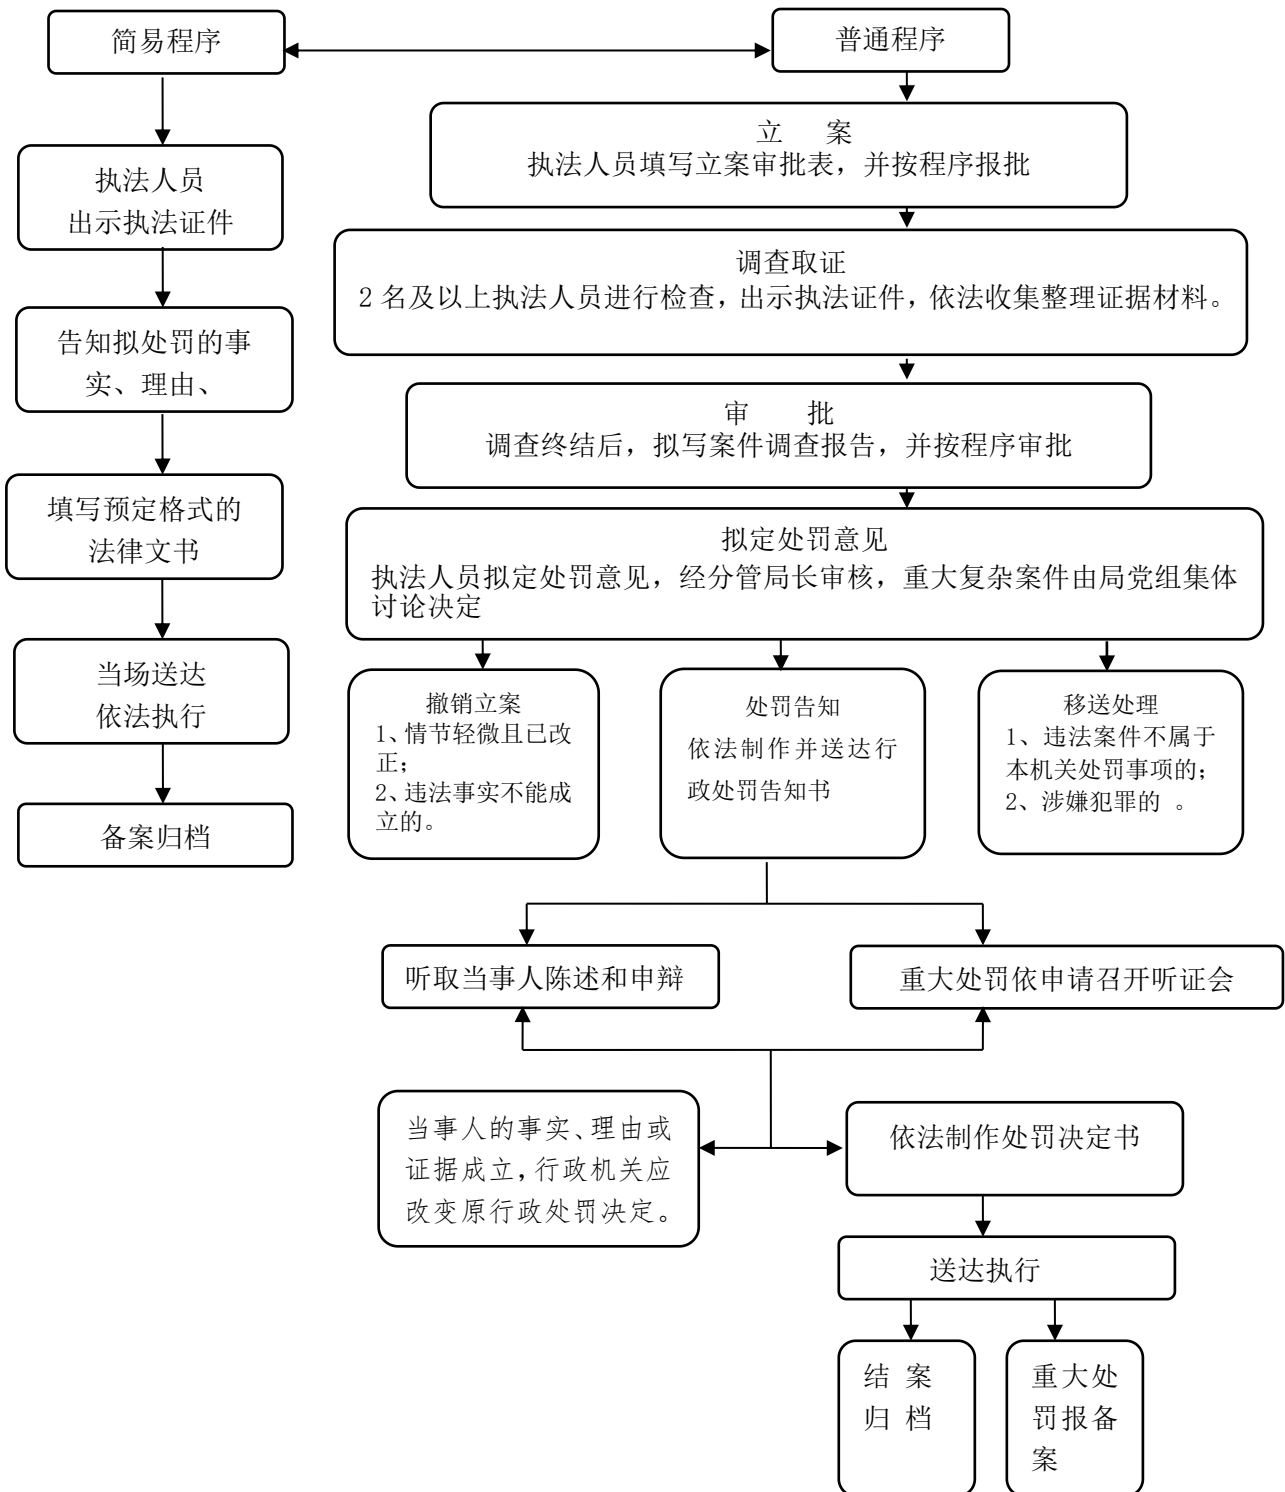 简易程序
普通程序
执法人员
出示执法证件
告知拟处罚的事
实、理由、
填写预定格式的
法律文书
当场送达
依法执行
备案归档
立 案
执法人员填写立案审批表，并按程序报批
调查取证
2 名及以上执法人员进行检查，出示执法证件，依法收集整理证据材料。
审 批
调查终结后，拟写案件调查报告，并按程序审批
拟定处罚意见
执法人员拟定处罚意见，经分管局长审核，重大复杂案件由局党组集体
讨论决定
撤销立案
1、情节轻微且已改
正；
2、违法事实不能成
立的。
处罚告知
依法制作并送达行
政处罚告知书
移送处理
1、违法案件不属于
本机关处罚事项的；
2、涉嫌犯罪的 。
听取当事人陈述和申辩
重大处罚依申请召开听证会
当事人的事实、理由或
证据成立，行政机关应
改变原行政处罚决定。
依法制作处罚决定书
送达执行
结 案
归 档
重大处
罚报备
案